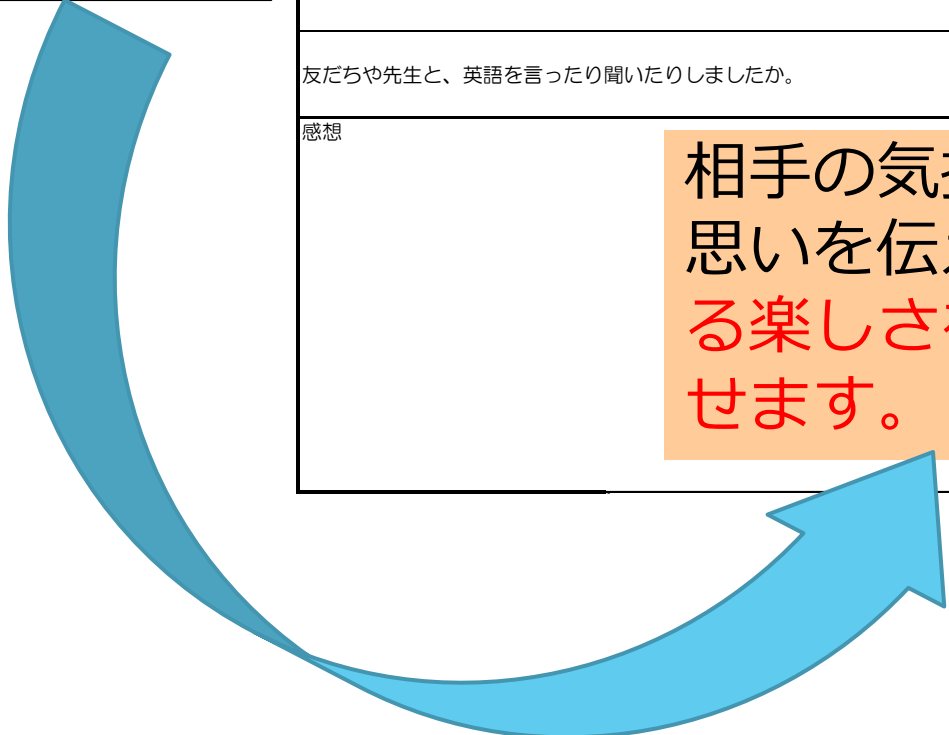 友だちや先生と、英語を言ったり聞いたりしましたか。
感想
相手の気
思いを伝
る楽しさ
せます。